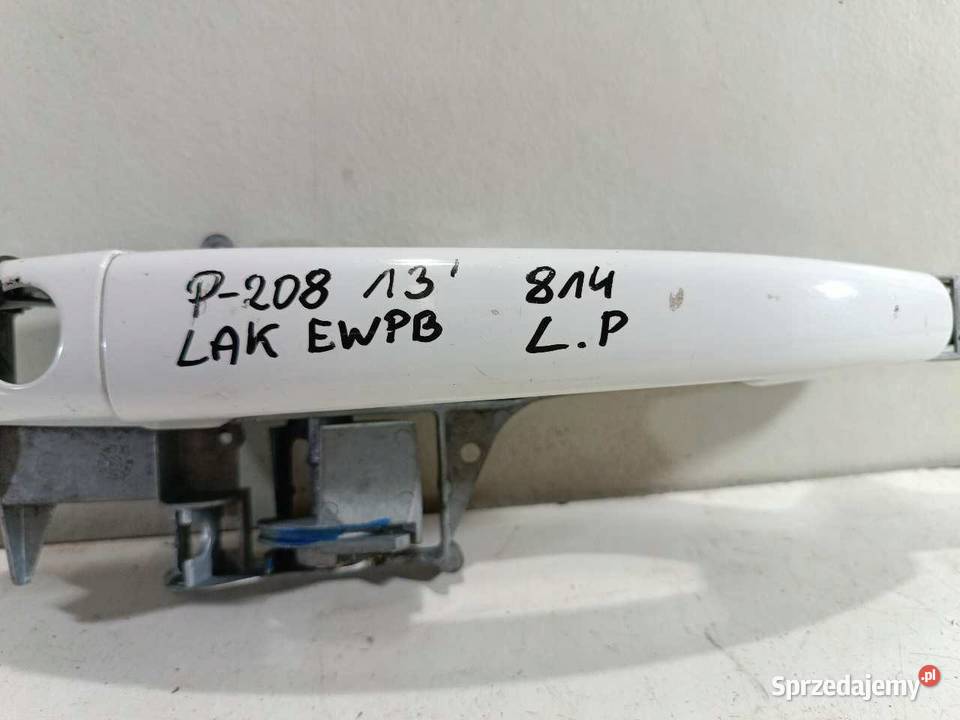 P-208 13' 814
LAK EWPB L.P
Sprzedajemy.pl